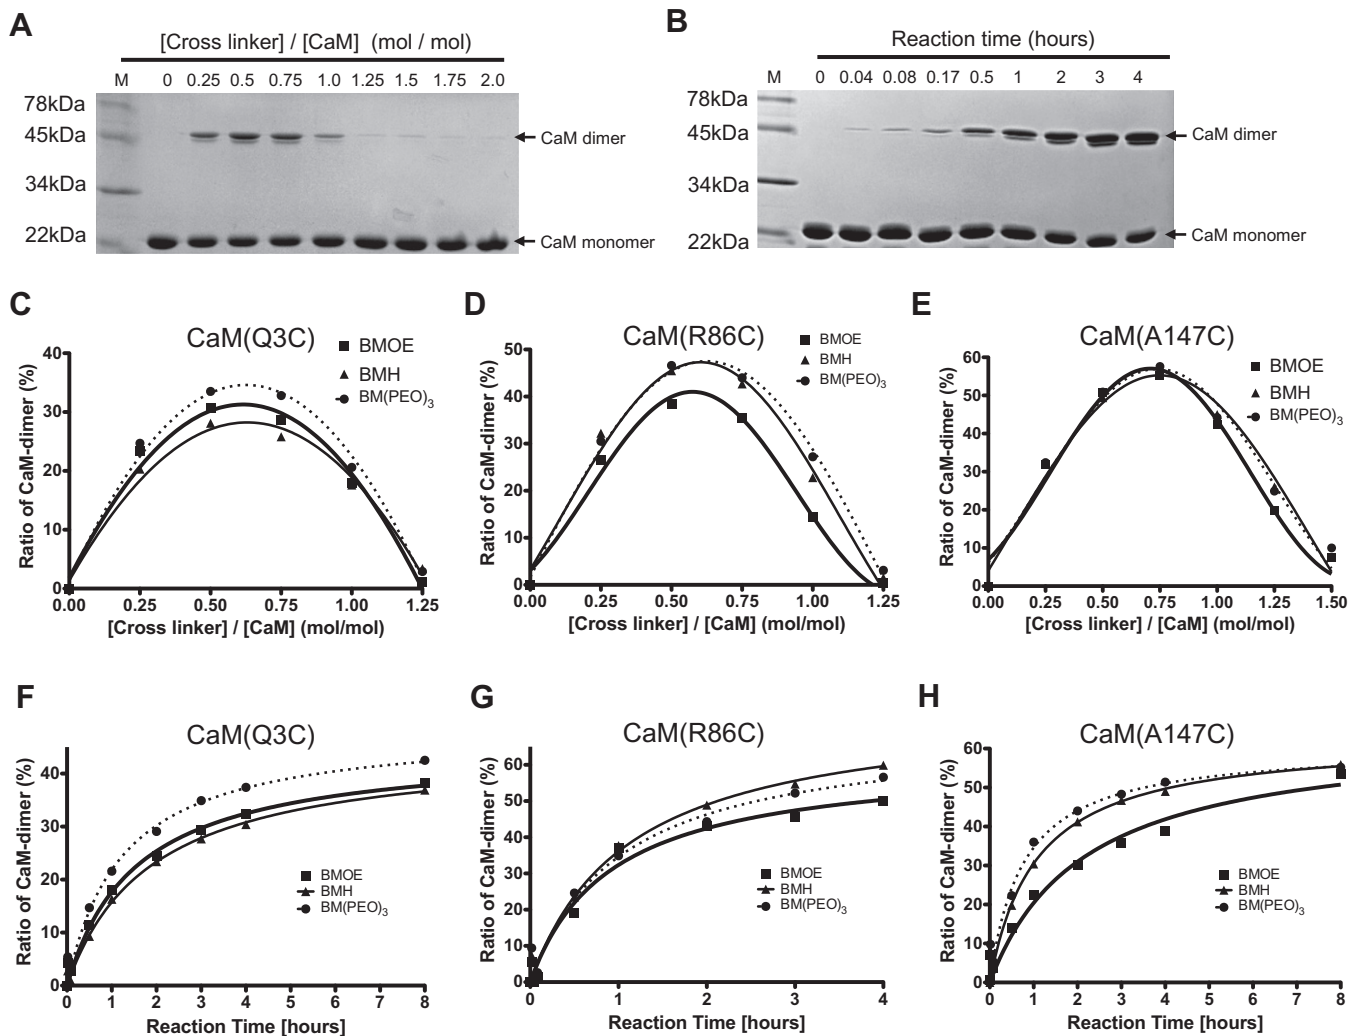 A
[Cross linker] / [CaM] (mol / mol)
M 0 0.25 0.5 0.75 1.0 1.25 1.5 1.75 2.0
78kDa
45kDa
34kDa
22kDa
CaM dimer
CaM monomer
B
Reaction time (hours)
M 0 0.04 0.08 0.17 0.5 1 2 3 4
78kDa
45kDa
34kDa
22kDa
CaM dimer
CaM monomer
C
CaM(Q3C)
BMOE
BMH
BM(PEO)3
Ratio of CaM-dimer (%)
40
30
20
10
0
0.00 0.25 0.50 0.75 1.00 1.25
[Cross linker] / [CaM] (mol/mol)
D
CaM(R86C)
BMOE
BMH
BM(PEO)3
Ratio of CaM-dimer (%)
50
40
30
20
10
0
0.00 0.25 0.50 0.75 1.00 1.25
[Cross linker] / [CaM] (mol/mol)
E
CaM(A147C)
BMOE
BMH
BM(PEO)3
Ratio of CaM-dimer (%)
60
50
40
30
20
10
0
0.00 0.25 0.50 0.75 1.00 1.25 1.50
[Cross linker] / [CaM] (mol/mol)
F
CaM(Q3C)
Ratio of CaM-dimer (%)
40
30
20
10
0
BMOE
BMH
BM(PEO)3
0 1 2 3 4 8
Reaction Time [hours]
G
CaM(R86C)
Ratio of CaM-dimer (%)
60
50
40
30
20
10
0
BMOE
BMH
BM(PEO)3
0 1 2 3 4
Reaction Time [hours]
H
CaM(A147C)
Ratio of CaM-dimer (%)
60
50
40
30
20
10
0
BMOE
BMH
BM(PEO)3
0 1 2 3 4 8
Reaction Time [hours]